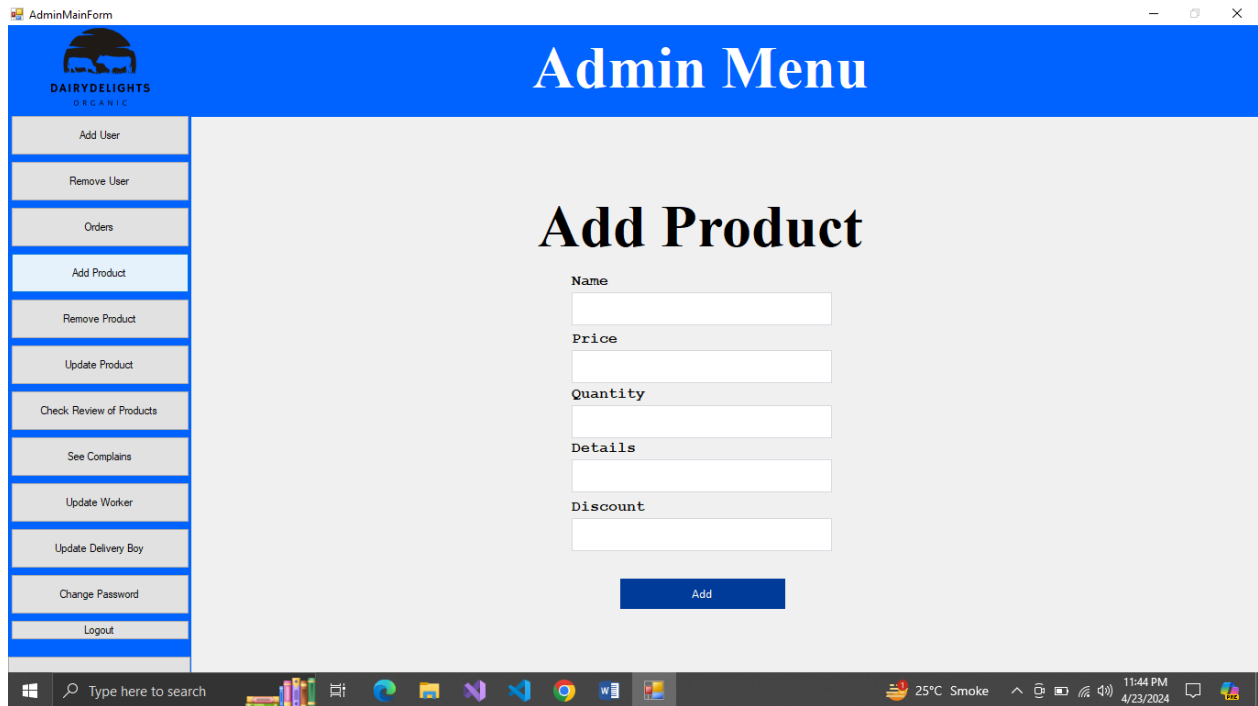 AdminMainForm
DAIRYDELIGHTS
ORGANIC
Admin Menu
Add User
Remove User
Orders
Add Product
Remove Product
Update Product
Check Review of Products
See Complains
Update Worker
Update Delivery Boy
Change Password
Logout
Add Product
Name
Price
Quantity
Details
Discount
Add
Type here to search
1
25°C Smoke
11:44 PM
4/23/2024
PRE